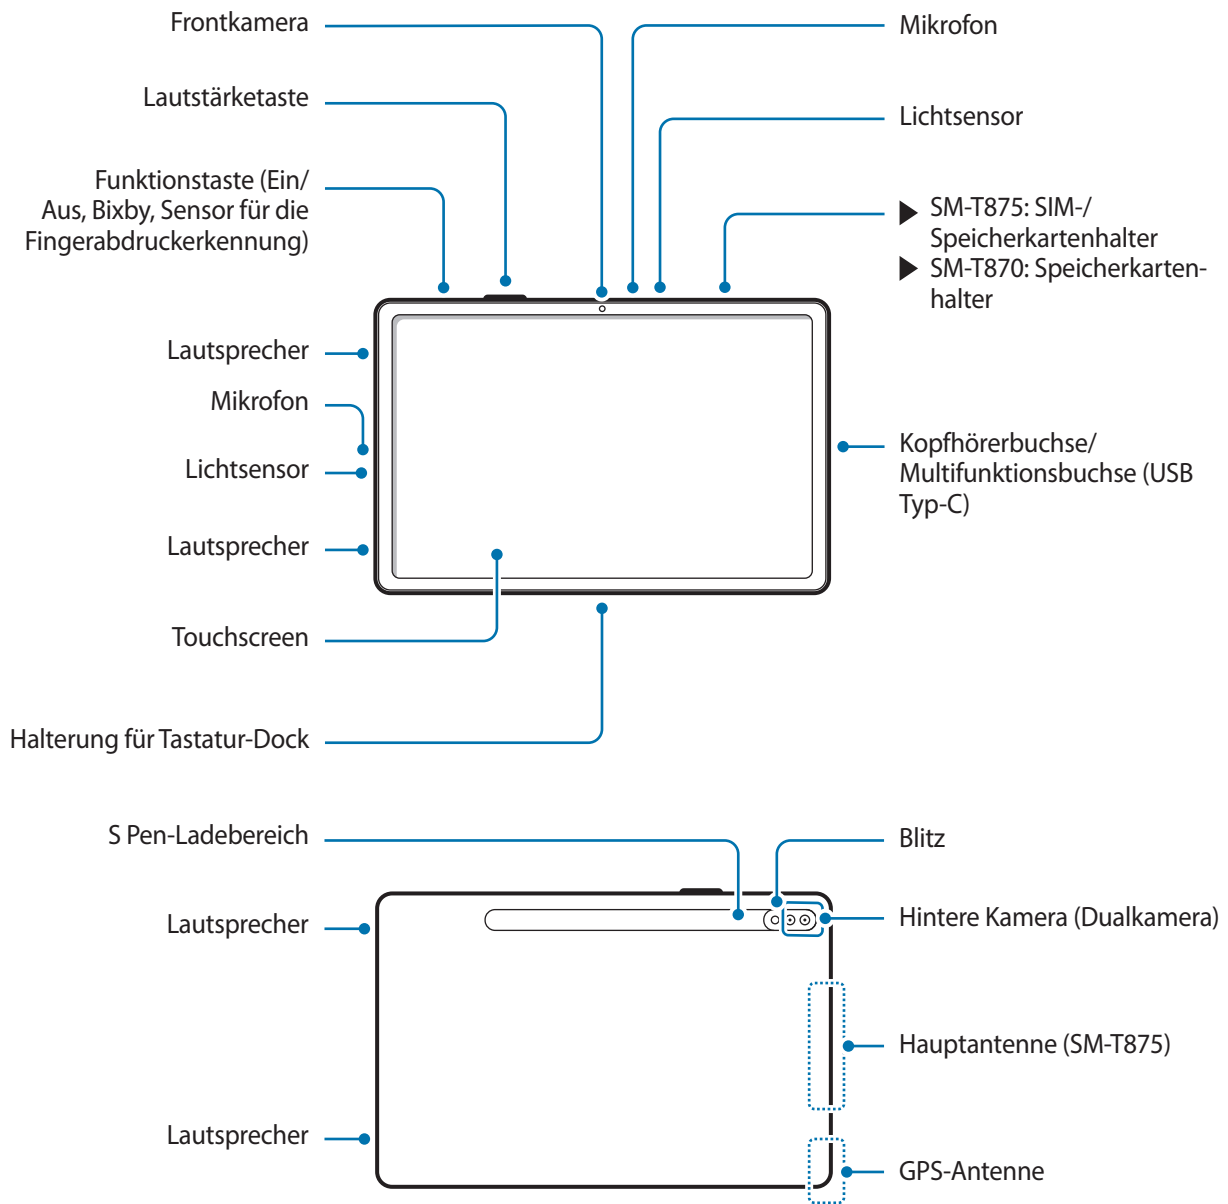 Frontkamera
Lautstärketaste
Funktionstaste (Ein/
Aus, Bixby, Sensor für die
Fingerabdruckerkennung)
Lautsprecher
Mikrofon
Lichtsensor
Lautsprecher
Touchscreen
Halterung für Tastatur-Dock
Mikrofon
Lichtsensor
SM-T875: SIM-/
Speicherkartenhalter
SM-T870: Speicherkarten-
halter
Kopfhörerbuchse/
Multifunktionsbuchse (USB
Typ-C)
S Pen-Ladebereich
Lautsprecher
Lautsprecher
Blitz
Hintere Kamera (Dualkamera)
Hauptantenne (SM-T875)
GPS-Antenne